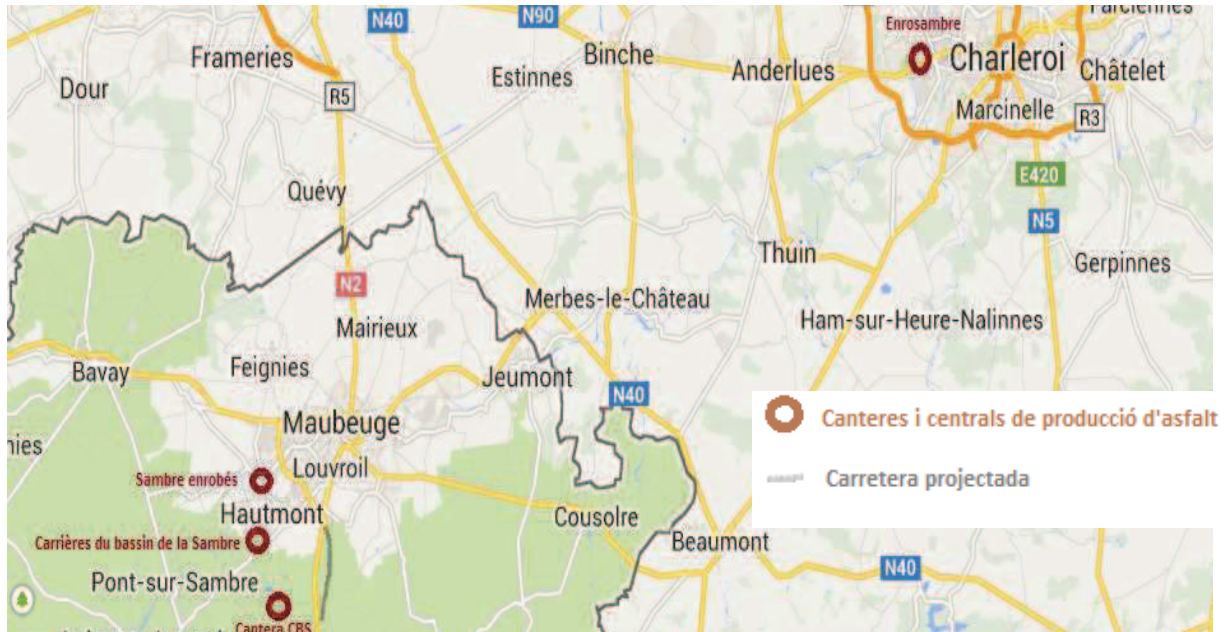 N40
N90
Enrosambre
Frameries
Binche
Charleroi
Anderlues
Châtelet
Estinnes
Dour
R5
Marcinelle
R3
E420
Quévy
N5
Thuin
Gerpinnes
N2
Merbes-le-Château
Mairieux
Ham-sur-Heure-Nalinnes
Feignies
Bavay
Jeumont
N40
Maubeuge
Canteres i centrals de producció d'asfalt
Louvroil
Sambre enrobés
Carretera projectada
Hautmont
Cousolre
Carrières du bassin de la Sambre
Beaumont
N40
Pont-sur-Sambre
Cantera CBS